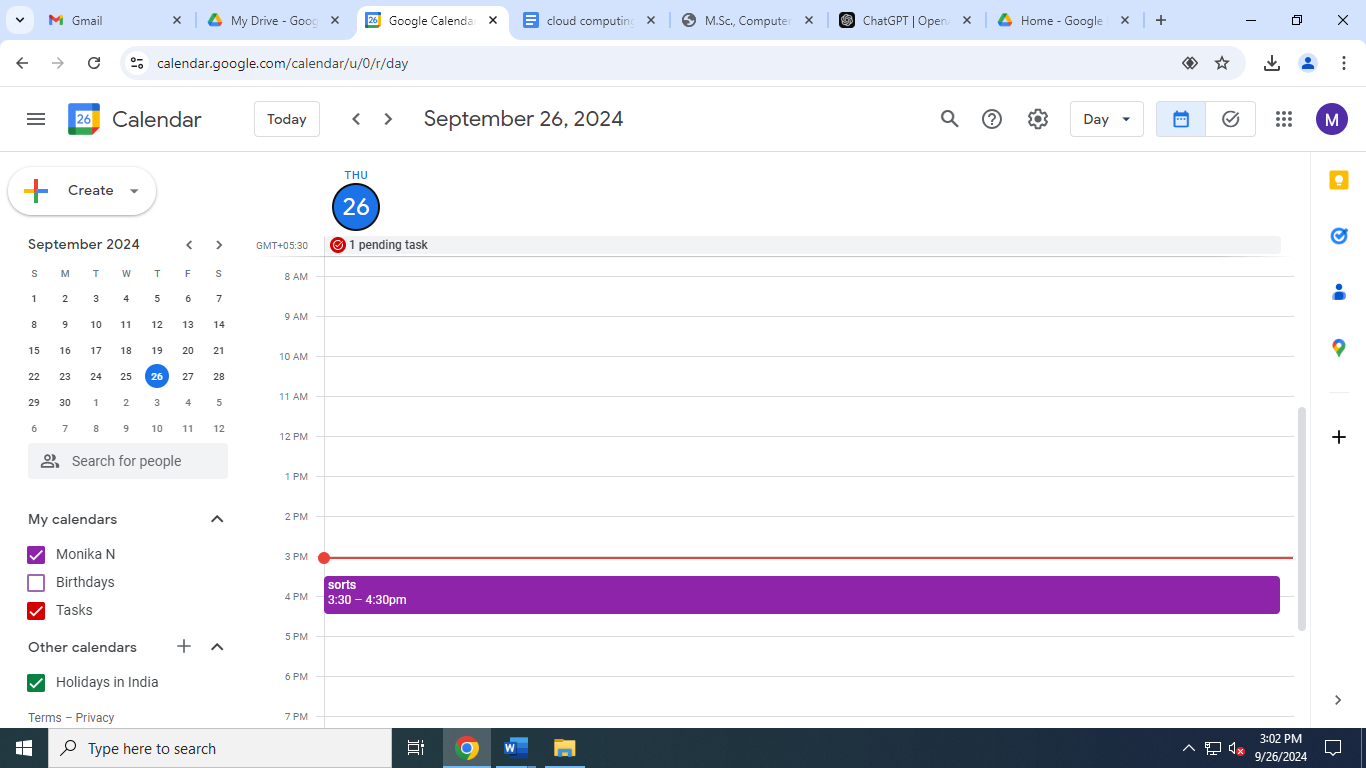 Gmail
My Drive - Goog
Google Calenda
cloud computing
M.Sc., Compute
ChatGPT | Open
Home - Google
calendar.google.com/calendar/u/0/r/day
26
Calendar
Today
September 26, 2024
Day
M
Create
THU
26
September 2024
GMT+05:30
1 pending task
S M T W T F S
1 2 3 4 5 6 7
8 9 10 11 12 13 14
15 16 17 18 19 20 21
22 23 24 25 26 27 28
29 30 1 2 3 4 5
6 7 8 9 10 11 12
Search for people
My calendars
Monika N
Birthdays
Tasks
Other calendars
Holidays in India
Terms – Privacy
8 AM
9 AM
10 AM
11 AM
12 PM
1 PM
2 PM
3 PM
sorts
3:30 – 4:30pm
4 PM
5 PM
6 PM
7 PM
Type here to search
3:02 PM
9/26/2024